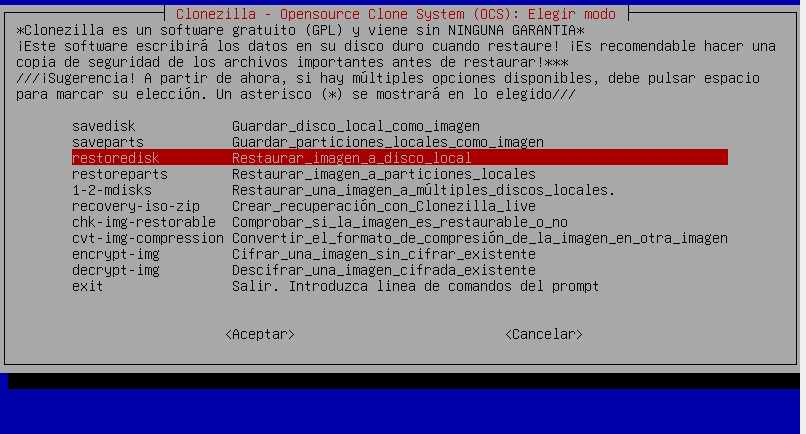 Clonezilla - Opensource Clone System (OCS): Elegir modo
*Clonezilla es un software gratuito (GPL) y viene sin NINGUNA GARANTIA*
¡Este software escribirá los datos en su disco duro cuando restaure! ¡Es recomendable hacer una
copia de seguridad de los archivos importantes antes de restaurar!***
///¡Sugerencia! A partir de ahora, si hay múltiples opciones disponibles, debe pulsar espacio
para marcar su elección. Un asterisco (*) se mostrará en lo elegido///
savedisk Guardar_disco_local_como_imagen
saveparts Guardar_particiones_locales_como_imagen
restoredisk Restaurar_imagen_a_disco_local
restoreparts Restaurar_imagen_a_particiones_locales
1-2-mdisks Restaurar_una_imagen_a_múltiples_discos_locales.
recovery-iso-zip Crear_recuperación_con_Clonezilla_live
chk-img-restorable Comprobar_si_la_imagen_es_restaurable_o_no
cvt-img-compression Convertir_el_formato_de_compresión_de_la_imagen_en_otra_imagen
encrypt-img Cifrar_una_imagen_sin_cifrar_existente
decrypt-img Descifrar_una_imagen_cifrada_existente
exit Salir. Introduzca linea de comandos del prompt
<Aceptar> <Cancelar>